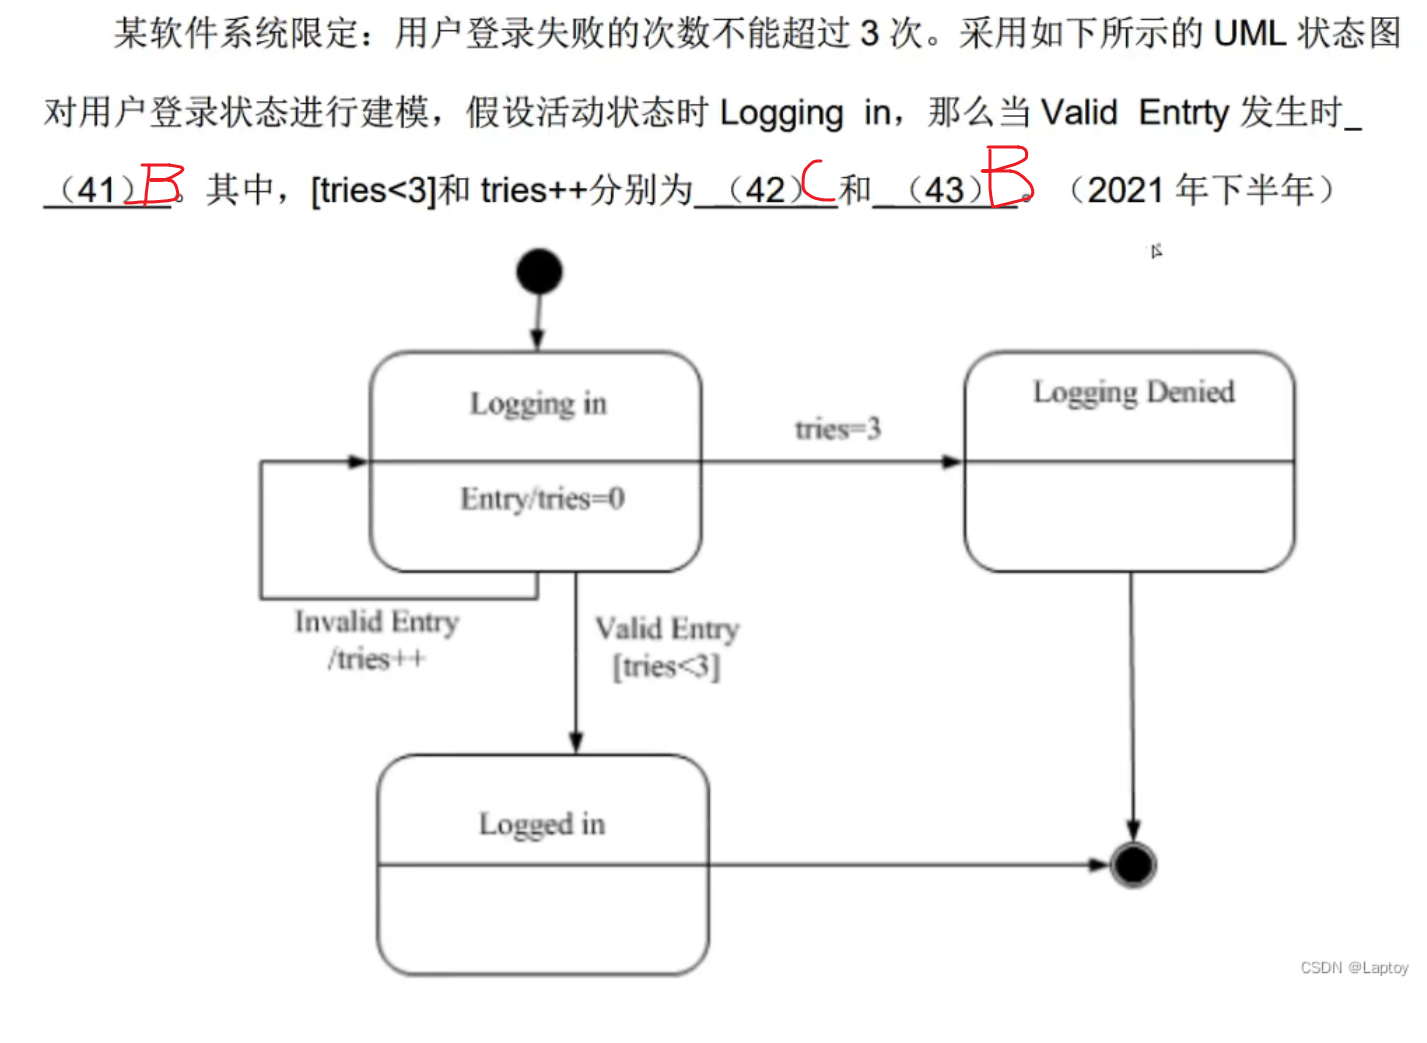 某软件系统限定：用户登录失败的次数不能超过 3 次。采用如下所示的 UML 状态图
对用户登录状态进行建模，假设活动状态时 Logging in，那么当 Valid Entrty 发生时_
（41）B。其中，[tries<3]和 tries++分别为 （42）C和 （43）B。（2021 年下半年）
Logging in
Logging Denied
tries=3
Entry/tries=0
Invalid Entry
/tries++
Valid Entry
[tries<3]
Logged in
CSDN @Laptoy